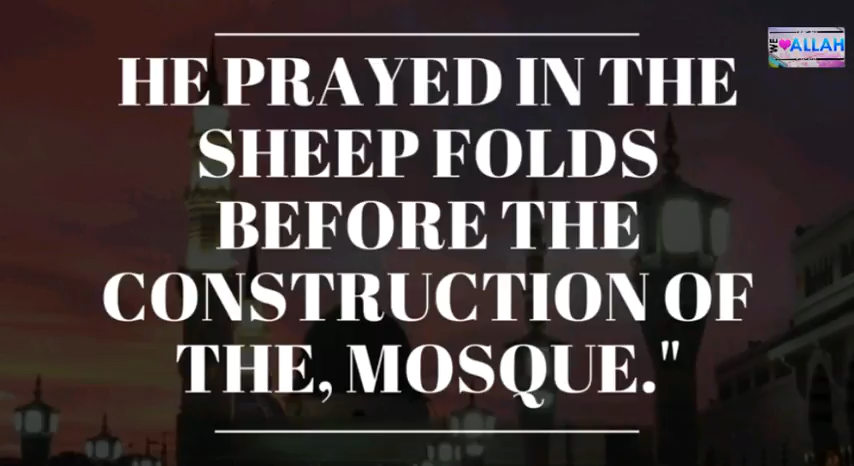 HE PRAYED IN THE
SHEEP FOLDS
BEFORE THE
CONSTRUCTION OF
THE, MOSQUE."
WE ❤ALLAH